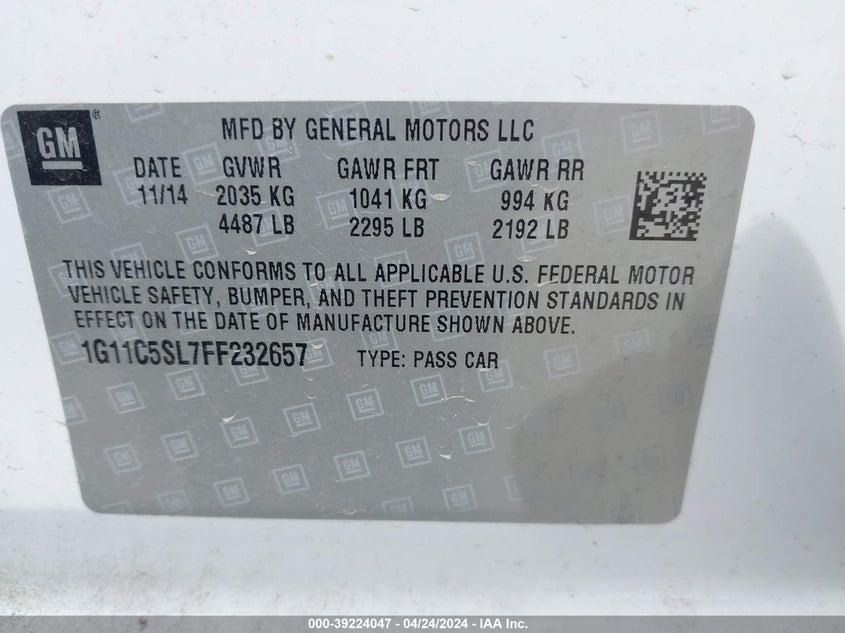 GM®
MFD BY GENERAL MOTORS LLC
DATE GVWR GAWR FRT GAWR RR
11/14 2035 KG 1041 KG 994 KG
4487 LB 2295 LB 2192 LB
THIS VEHICLE CONFORMS TO ALL APPLICABLE U.S. FEDERAL MOTOR
VEHICLE SAFETY, BUMPER, AND THEFT PREVENTION STANDARDS IN
EFFECT ON THE DATE OF MANUFACTURE SHOWN ABOVE.
1G11C5SL7FF232657 TYPE: PASS CAR
000-39224047 / 04/24/2024 - IAA Inc.